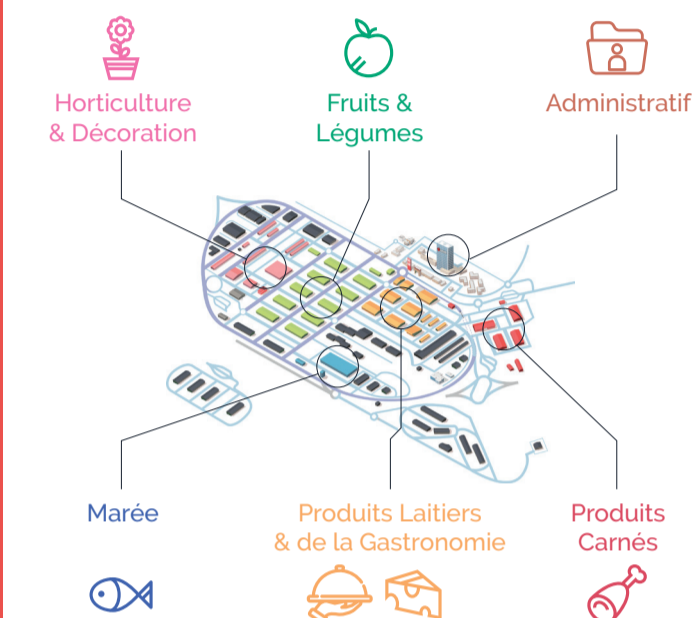 Horticulture
& Décoration
Fruits &
Légumes
Administratif
Marée
Produits Laitiers
& de la Gastronomie
Produits
Carnés